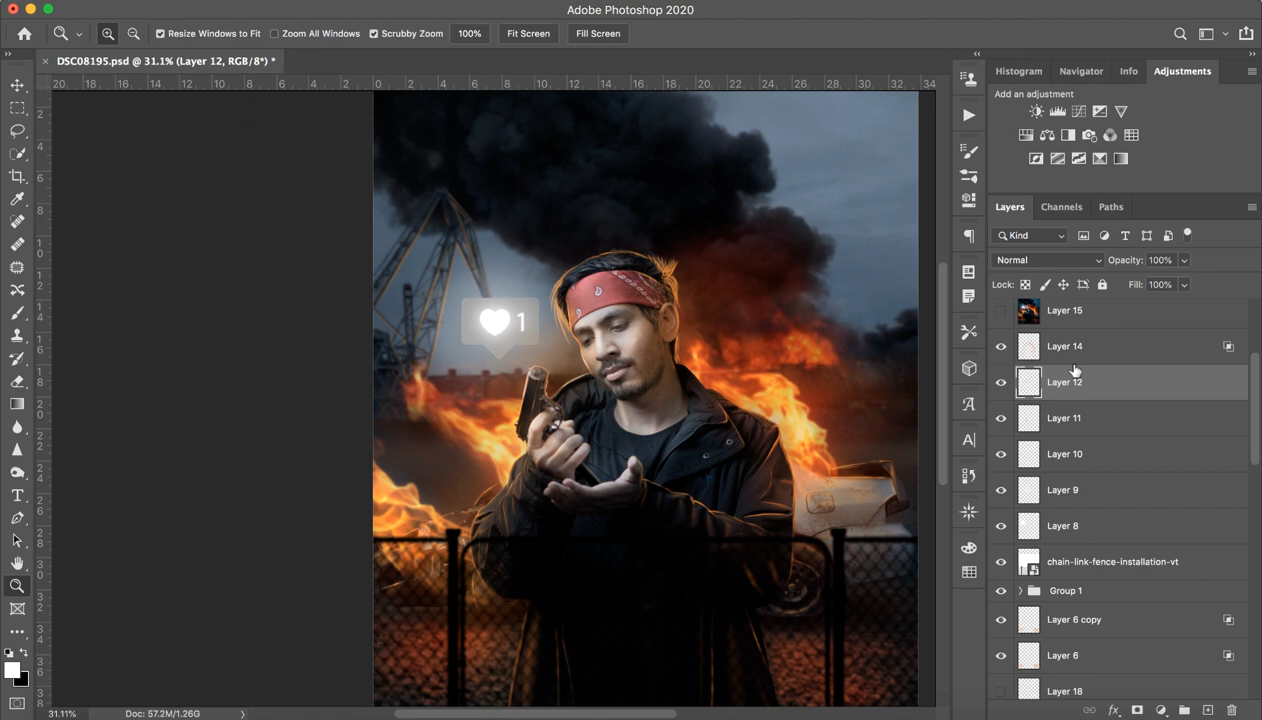 Adobe Photoshop 2020
Resize Windows to Fit Zoom All Windows Scrubby Zoom 100% Fit Screen Fill Screen
DSC08195.psd @ 31.1% (Layer 12, RGB/8*) *
20 18 16 14 12 10 8 6 4 2 0 2 4 6 8 10 12 14 16 18 20 22 24 26 28 30 32 34
Histogram Navigator Info Adjustments
Add an adjustment
Layers Channels Paths
Kind
Normal Opacity: 100%
Lock: Fill: 100%
Layer 15
Layer 14
Layer 12
Layer 11
Layer 10
Layer 9
Layer 8
chain-link-fence-installation-vt
Group 1
Layer 6 copy
Layer 6
Layer 18
1
31.11% Doc: 57.2M/1.26G